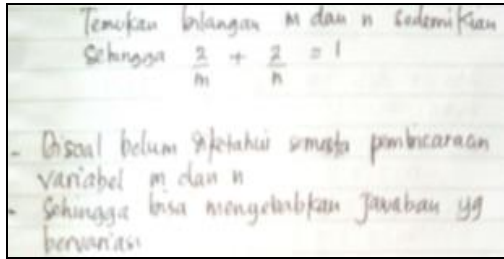 Temukan bilangan m dan n sedemikian
Sehingga 2/m + 2/n = 1
- Disoal belum diketahui semesta pembicaraan
variabel m dan n
- Sehingga bisa mengebabkan Jawaban yg
bervariasi